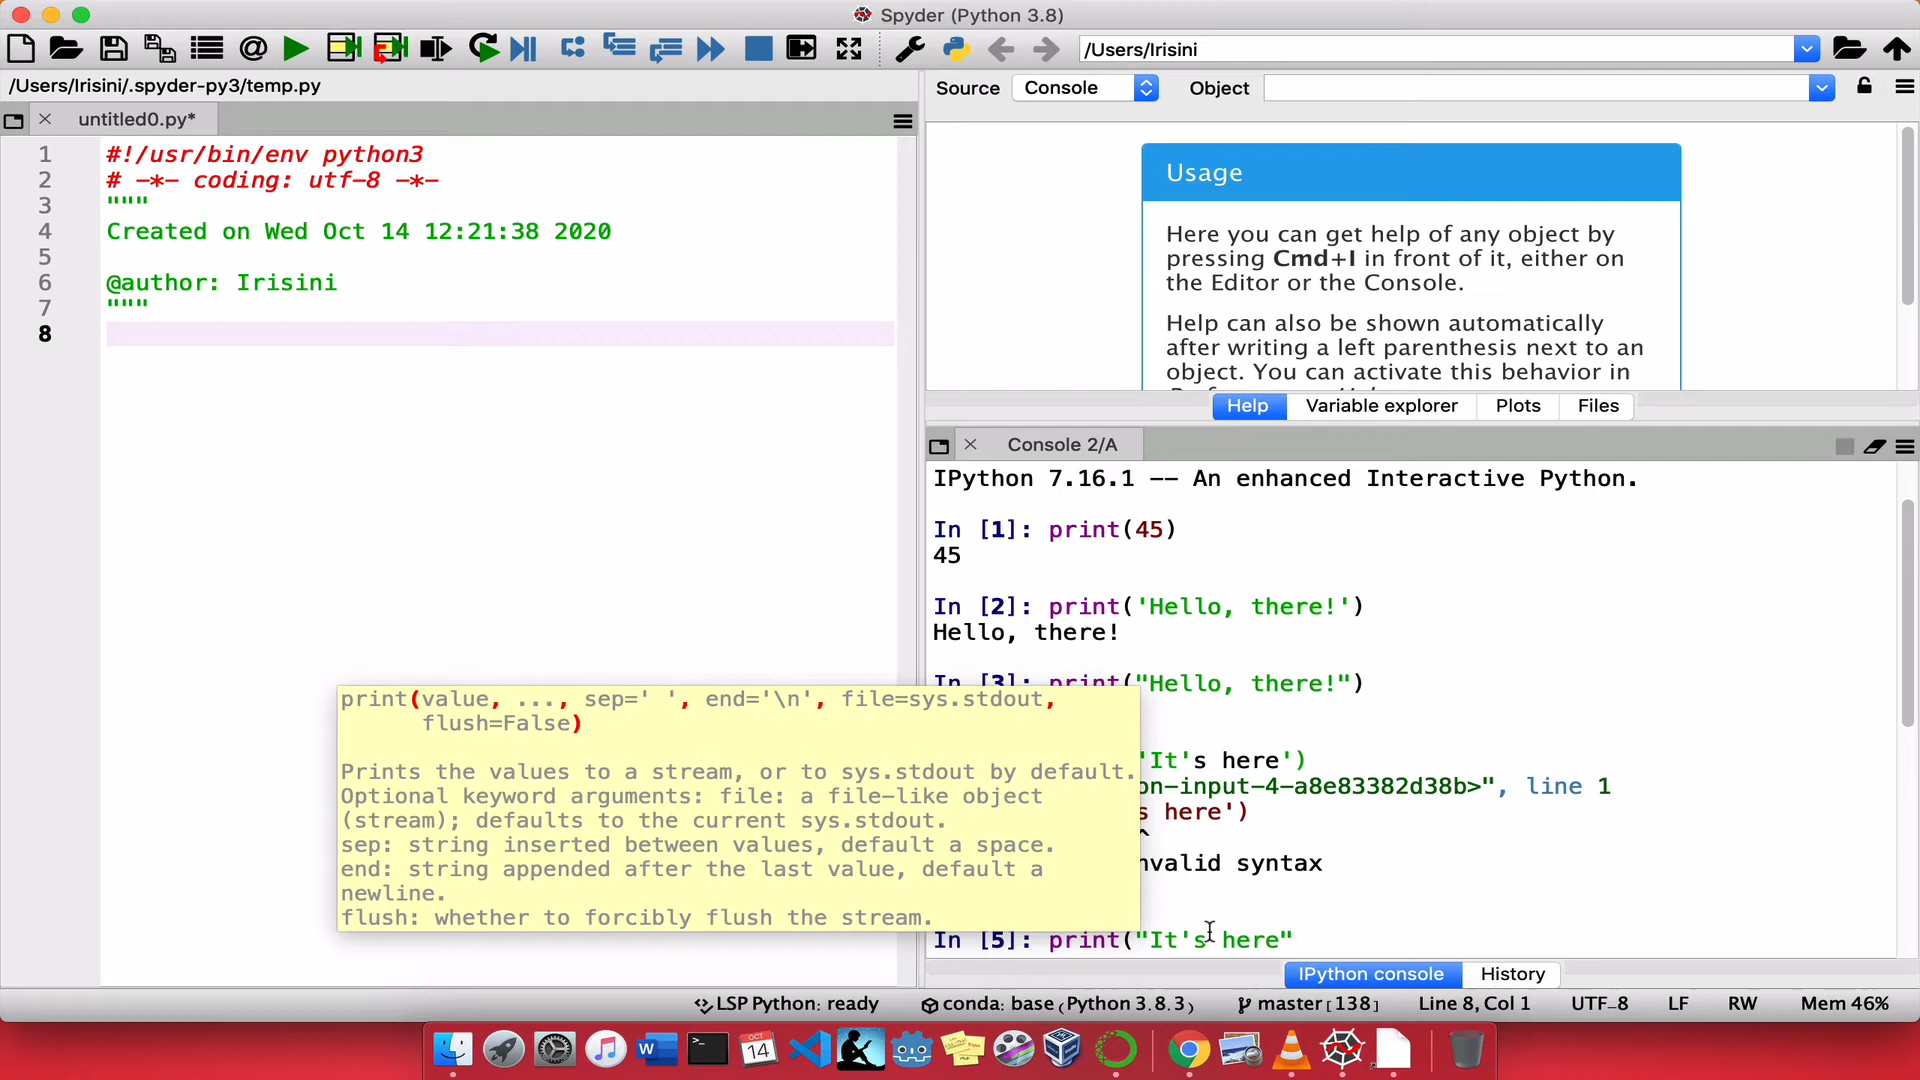 Spyder (Python 3.8)
/Users/Irisini
/Users/Irisini/.spyder-py3/temp.py
Source Console Object
untitled0.py*
1 #!/usr/bin/env python3
2 # -*- coding: utf-8 -*-
3 """
4 Created on Wed Oct 14 12:21:38 2020
5
6 @author: Irisini
7 """
8
Usage
Here you can get help of any object by
pressing Cmd+I in front of it, either on
the Editor or the Console.
Help can also be shown automatically
after writing a left parenthesis next to an
object. You can activate this behavior in
Help Variable explorer Plots Files
Console 2/A
IPython 7.16.1 -- An enhanced Interactive Python.
In [1]: print(45)
45
In [2]: print('Hello, there!')
Hello, there!
In [3]: print("Hello, there!")
'It's here')
on-input-4-a8e83382d38b>", line 1
s here')
^
nvalid syntax
In [5]: print("It's here"
print(value, ..., sep=' ', end='\n', file=sys.stdout,
flush=False)
Prints the values to a stream, or to sys.stdout by default.
Optional keyword arguments: file: a file-like object
(stream); defaults to the current sys.stdout.
sep: string inserted between values, default a space.
end: string appended after the last value, default a
newline.
flush: whether to forcibly flush the stream.
IPython console History
LSP Python: ready conda: base (Python 3.8.3) master [138] Line 8, Col 1 UTF-8 LF RW Mem 46%
OCT
14